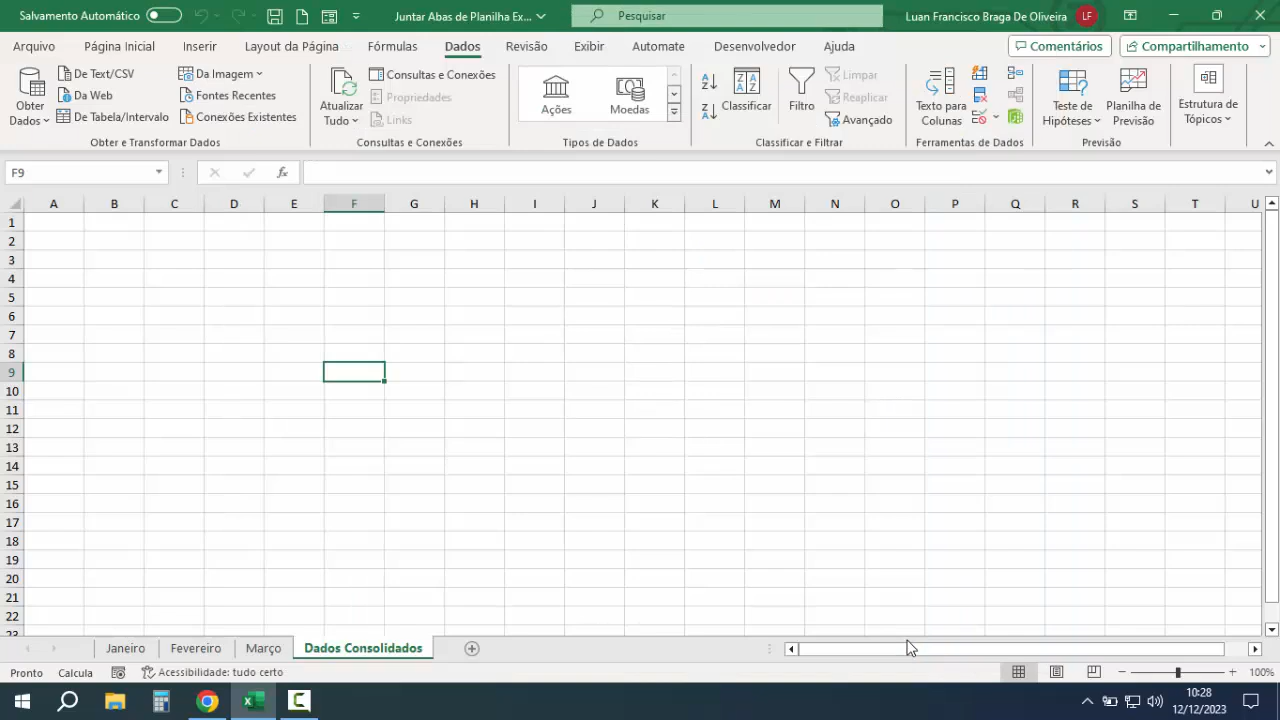 Salvamento Automático
Juntar Abas de Planilha Ex...
Pesquisar
Luan Francisco Braga De Oliveira
LF
Arquivo
Página Inicial
Inserir
Layout da Página
Fórmulas
Dados
Revisão
Exibir
Automate
Desenvolvedor
Ajuda
Comentários
Compartilhamento
Obter
Dados
De Text/CSV
Da Web
De Tabela/Intervalo
Da Imagem
Fontes Recentes
Conexões Existentes
Obter e Transformar Dados
Atualizar
Tudo
Consultas e Conexões
Propriedades
Links
Consultas e Conexões
Ações
Moedas
Tipos de Dados
Classificar
Filtro
Limpar
Reaplicar
Avançado
Classificar e Filtrar
Texto para
Colunas
Ferramentas de Dados
Teste de
Hipóteses
Planilha de
Previsão
Previsão
Estrutura de
Tópicos
F9
fx
A B C D E F G H I J K L M N O P Q R S T U
1
2
3
4
5
6
7
8
9
10
11
12
13
14
15
16
17
18
19
20
21
22
23
Janeiro
Fevereiro
Março
Dados Consolidados
Pronto
Calcula
Acessibilidade: tudo certo
100%
10:28
12/12/2023